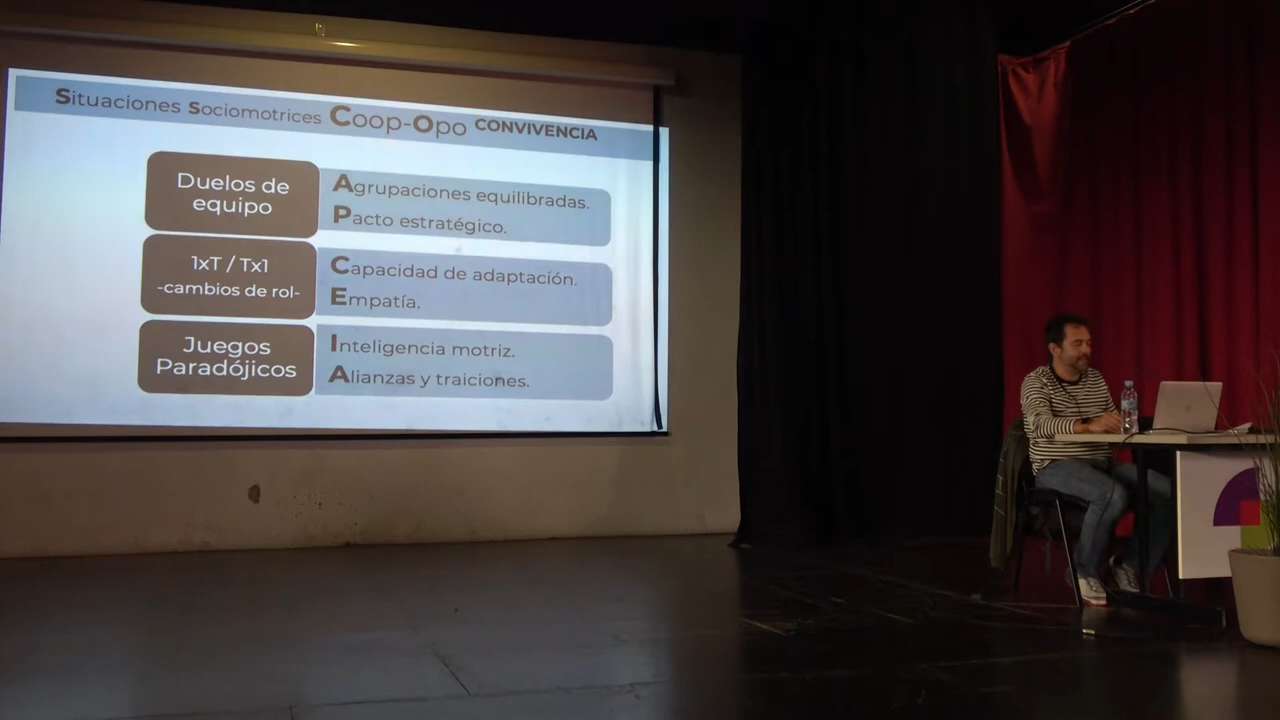 Situaciones Sociomotrices Coop-Opo CONVIVENCIA
Duelos de
equipo
Agrupaciones equilibradas.
Pacto estratégico.
1xT / Tx1
-cambios de rol-
Capacidad de adaptación.
Empatía.
Juegos
Paradójicos
Inteligencia motriz.
Alianzas y traiciones.